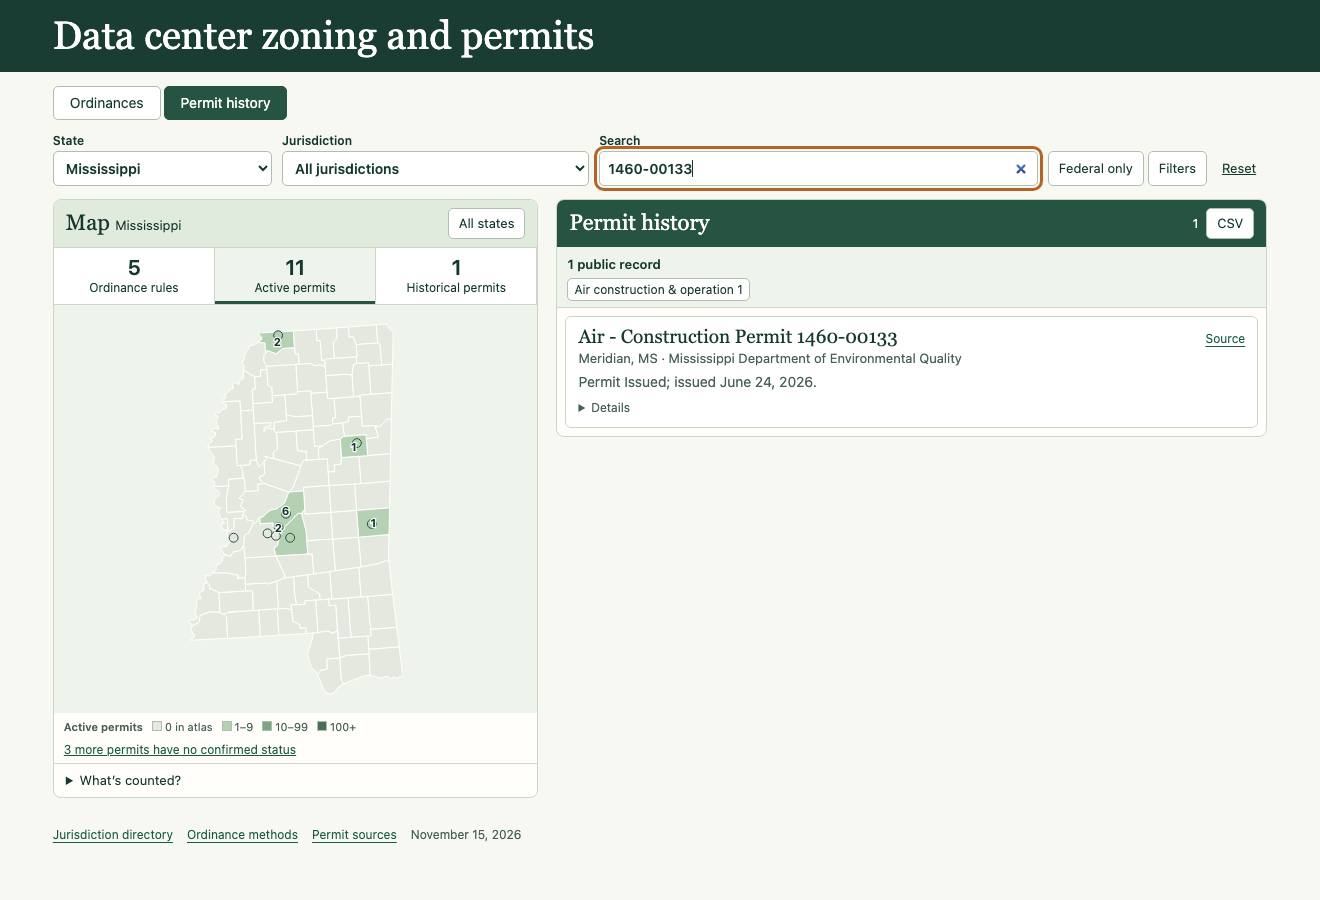 Data center zoning and permits
Ordinances
Permit history
State
Jurisdiction
Search
Mississippi
All jurisdictions
1460-00133
Federal only
Filters
Reset
Map Mississippi
All states
5
Ordinance rules
11
Active permits
1
Historical permits
2
1
6
2
1
Active permits 0 in atlas 1–9 10–99 100+
3 more permits have no confirmed status
What's counted?
Permit history
1
CSV
1 public record
Air construction & operation 1
Air - Construction Permit 1460-00133
Source
Meridian, MS · Mississippi Department of Environmental Quality
Permit Issued; issued June 24, 2026.
Details
Jurisdiction directory
Ordinance methods
Permit sources
November 15, 2026